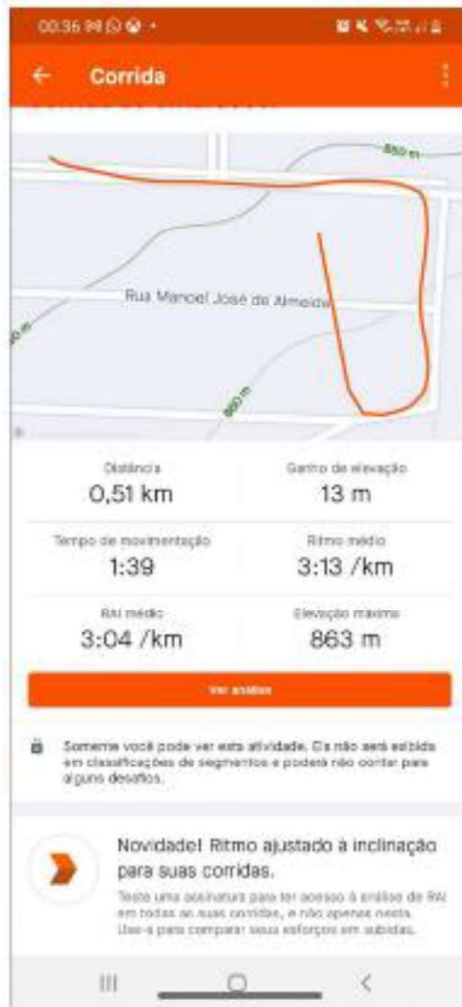 00:36
Corrida
880 m
Rua Manoel José de Almeida
860 m
Distância
0,51 km
Ganho de elevação
13 m
Tempo de movimentação
1:39
Ritmo médio
3:13 /km
RAI médio
3:04 /km
Elevação máxima
863 m
Ver análise
Somente você pode ver esta atividade. Ela não será exibida
em classificações de segmentos e poderá não contar para
alguns desafios.
Novidade! Ritmo ajustado à inclinação
para suas corridas.
Teste uma assinatura para ter acesso à análise de RAI
em todas as suas corridas, e não apenas nesta.
Use-a para comparar seus esforços em subidas.